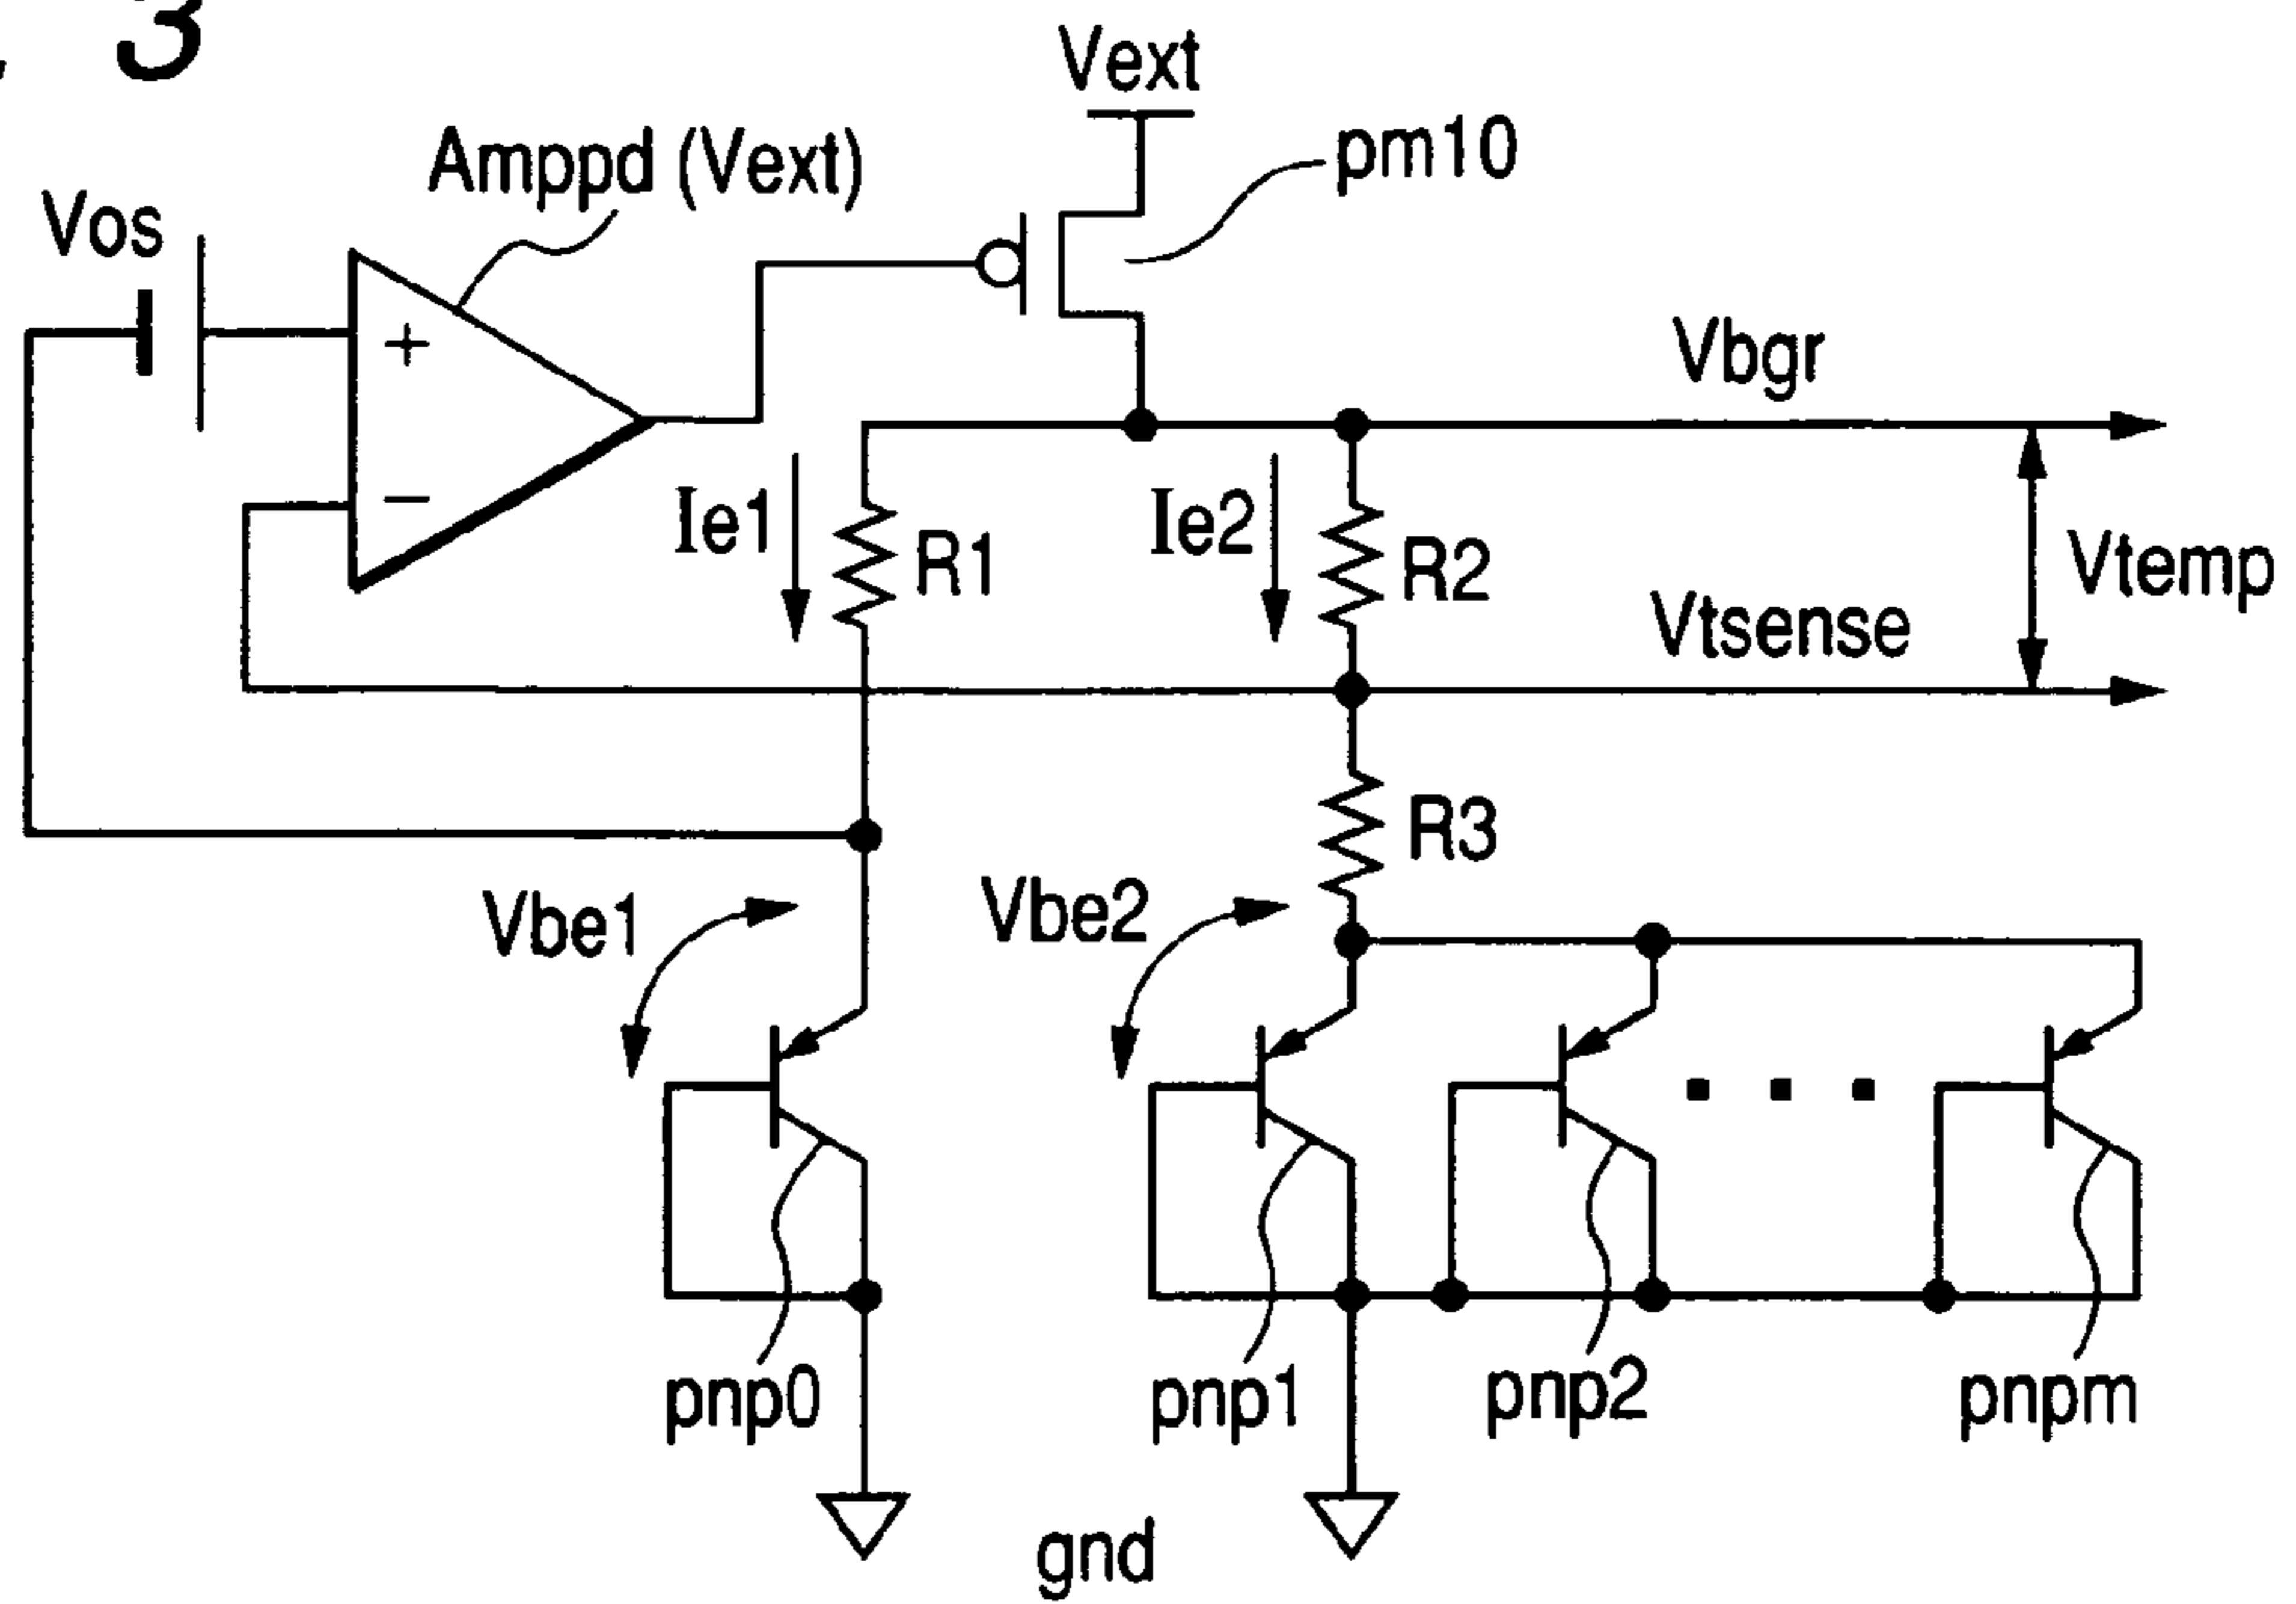 3
Vext
Amppd (Vext)
pm10
Vos
+
−
Vbgr
Ie1
R1
Ie2
R2
Vtemp
Vtsense
R3
Vbe1
Vbe2
pnp0
pnp1
pnp2
pnpm
gnd